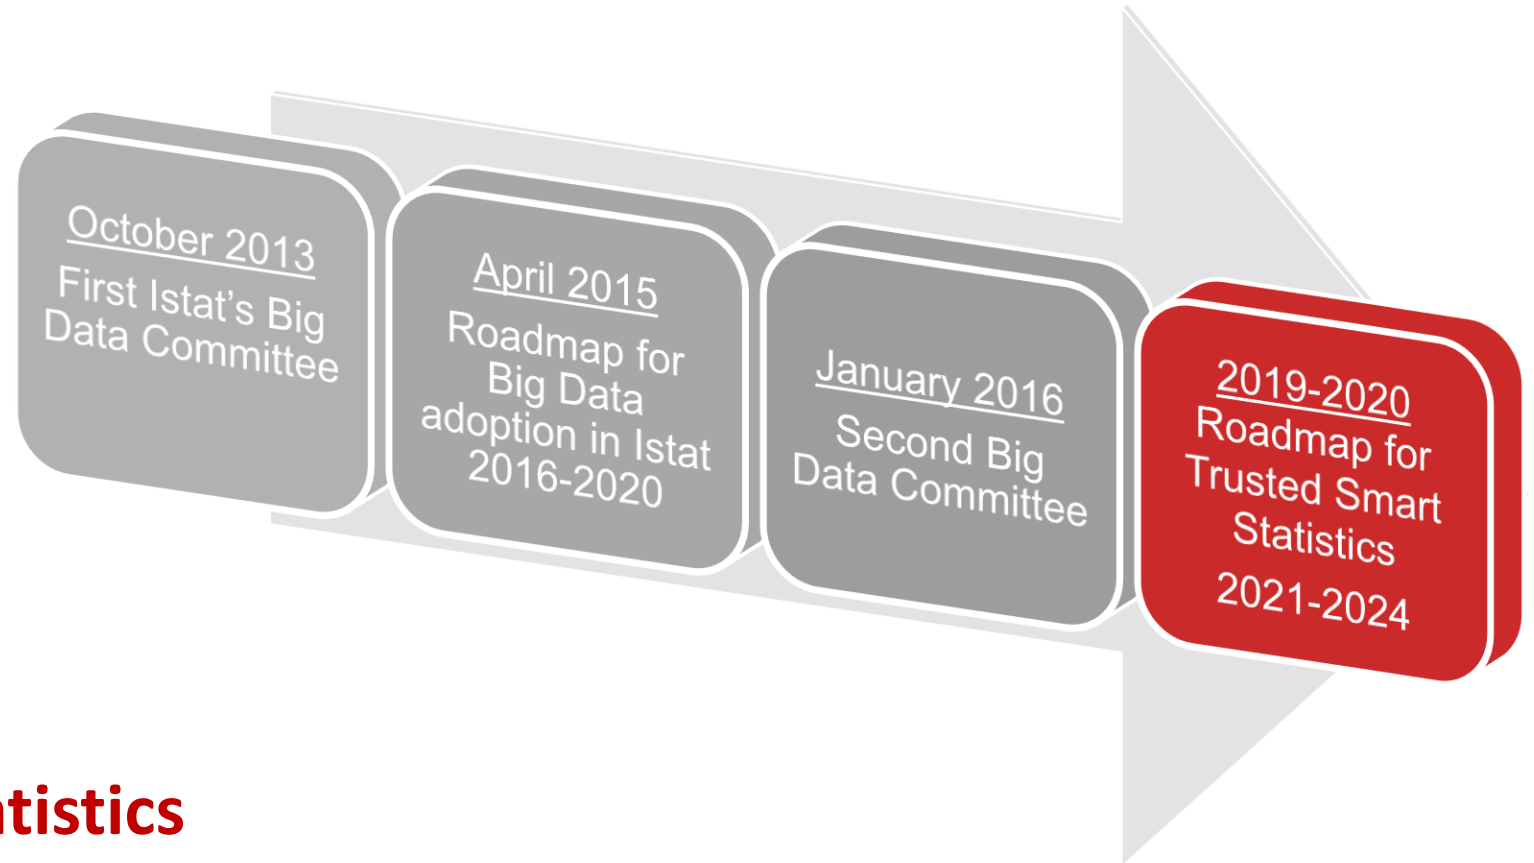 October 2013
First Istat’s Big
Data Committee
April 2015
Roadmap for
Big Data
adoption in Istat
2016-2020
January 2016
Second Big
Data Committee
2019-2020
Roadmap for
Trusted Smart
Statistics
2021-2024
tistics